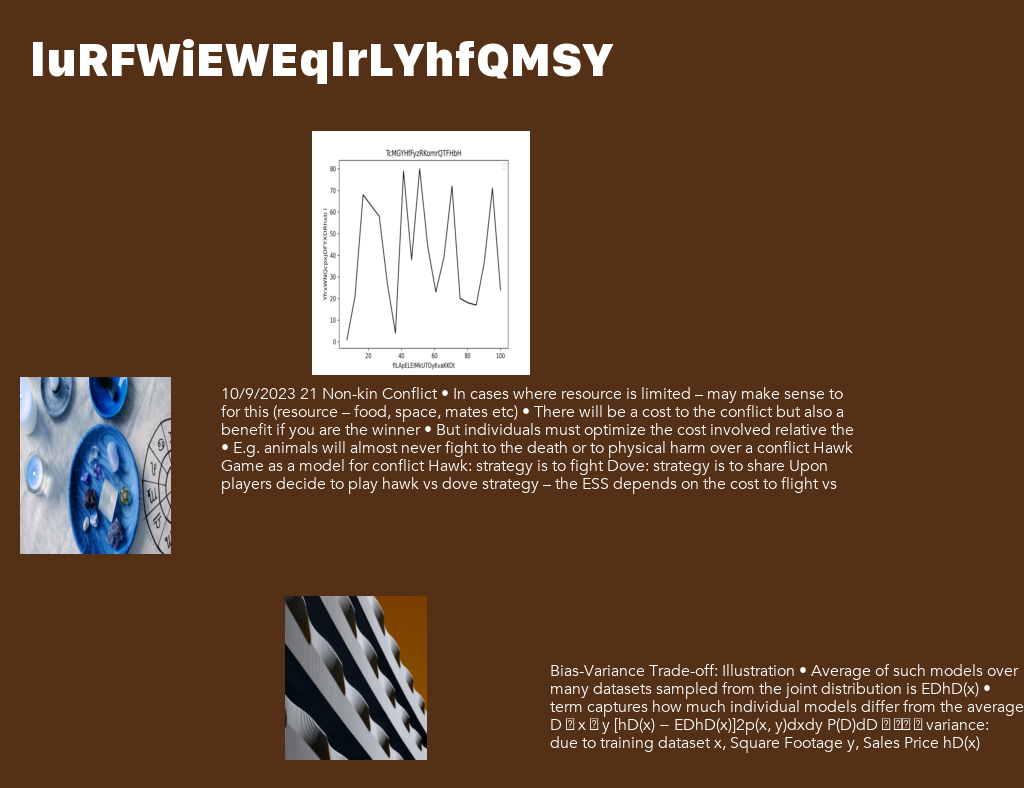 luRFWiEWEqlrLYhfQMSY
80
70
60
50
40
30
20
10
0
20 40 60 80 100
10/9/2023 21 Non-kin Conflict • In cases where resource is limited – may make sense to
for this (resource – food, space, mates etc) • There will be a cost to the conflict but also a
benefit if you are the winner • But individuals must optimize the cost involved relative the
• E.g. animals will almost never fight to the death or to physical harm over a conflict Hawk
Game as a model for conflict Hawk: strategy is to fight Dove: strategy is to share Upon
players decide to play hawk vs dove strategy – the ESS depends on the cost to flight vs
Bias-Variance Trade-off: Illustration • Average of such models over
many datasets sampled from the joint distribution is EDhD(x) •
term captures how much individual models differ from the average
D x y [hD(x) − EDhD(x)]2p(x, y)dxdy P(D)dD variance:
due to training dataset x, Square Footage y, Sales Price hD(x)